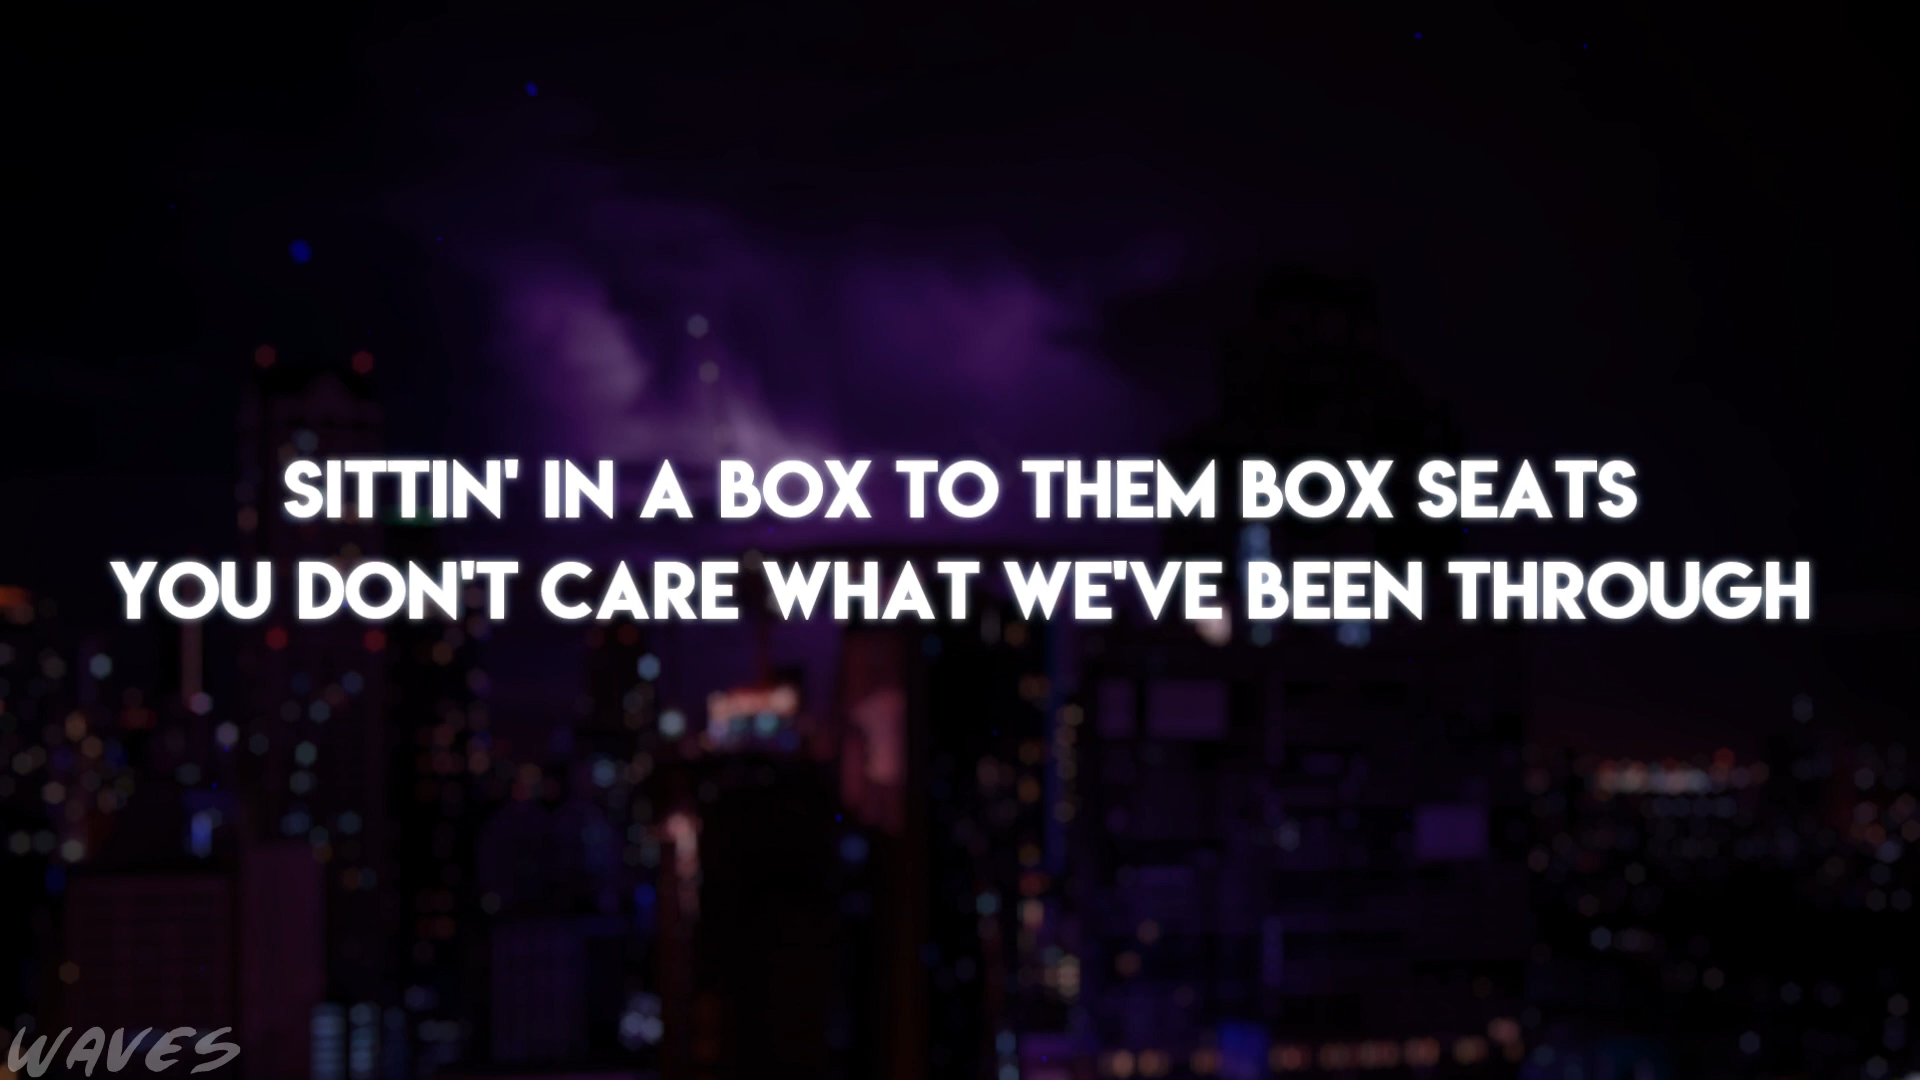 SITTIN' IN A BOX TO THEM BOX SEATS
YOU DON'T CARE WHAT WE'VE BEEN THROUGH
WAVES